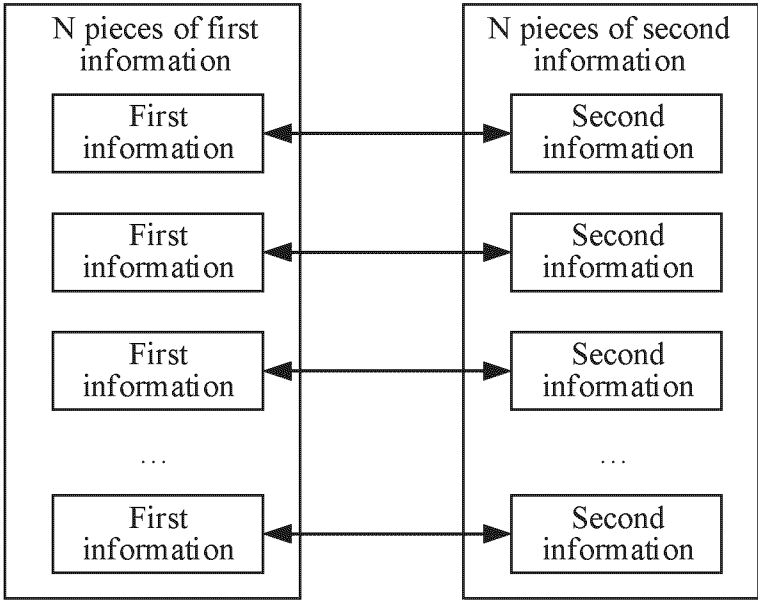 N pieces of first
information
First
information
First
information
First
information
...
First
information
N pieces of second
information
Second
information
Second
information
Second
information
...
Second
information